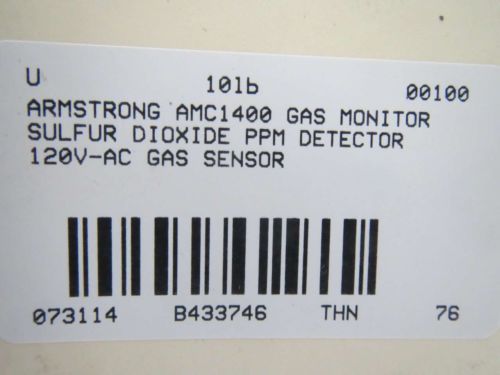 U 10lb 00100
ARMSTRONG AMC1400 GAS MONITOR
SULFUR DIOXIDE PPM DETECTOR
120V-AC GAS SENSOR
073114 B433746 THN 76